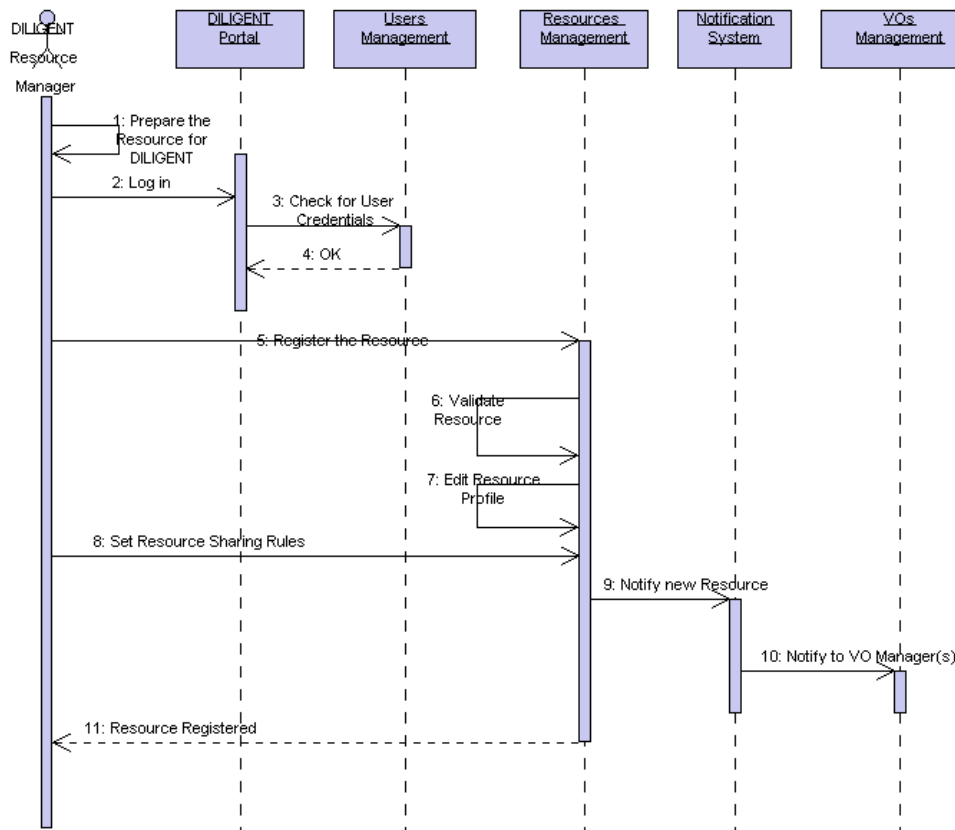 DILIGENT
Resource
Manager
DILIGENT
Portal
Users
Management
Resources
Management
Notification
System
VOs
Management
1: Prepare the
Resource for
DILIGENT
2: Log in
3: Check for User
Credentials
4: OK
5: Register the Resource
6: Validate
Resource
7: Edit Resource
Profile
8: Set Resource Sharing Rules
9: Notify new Resource
10: Notify to VO Manager(s)
11: Resource Registered